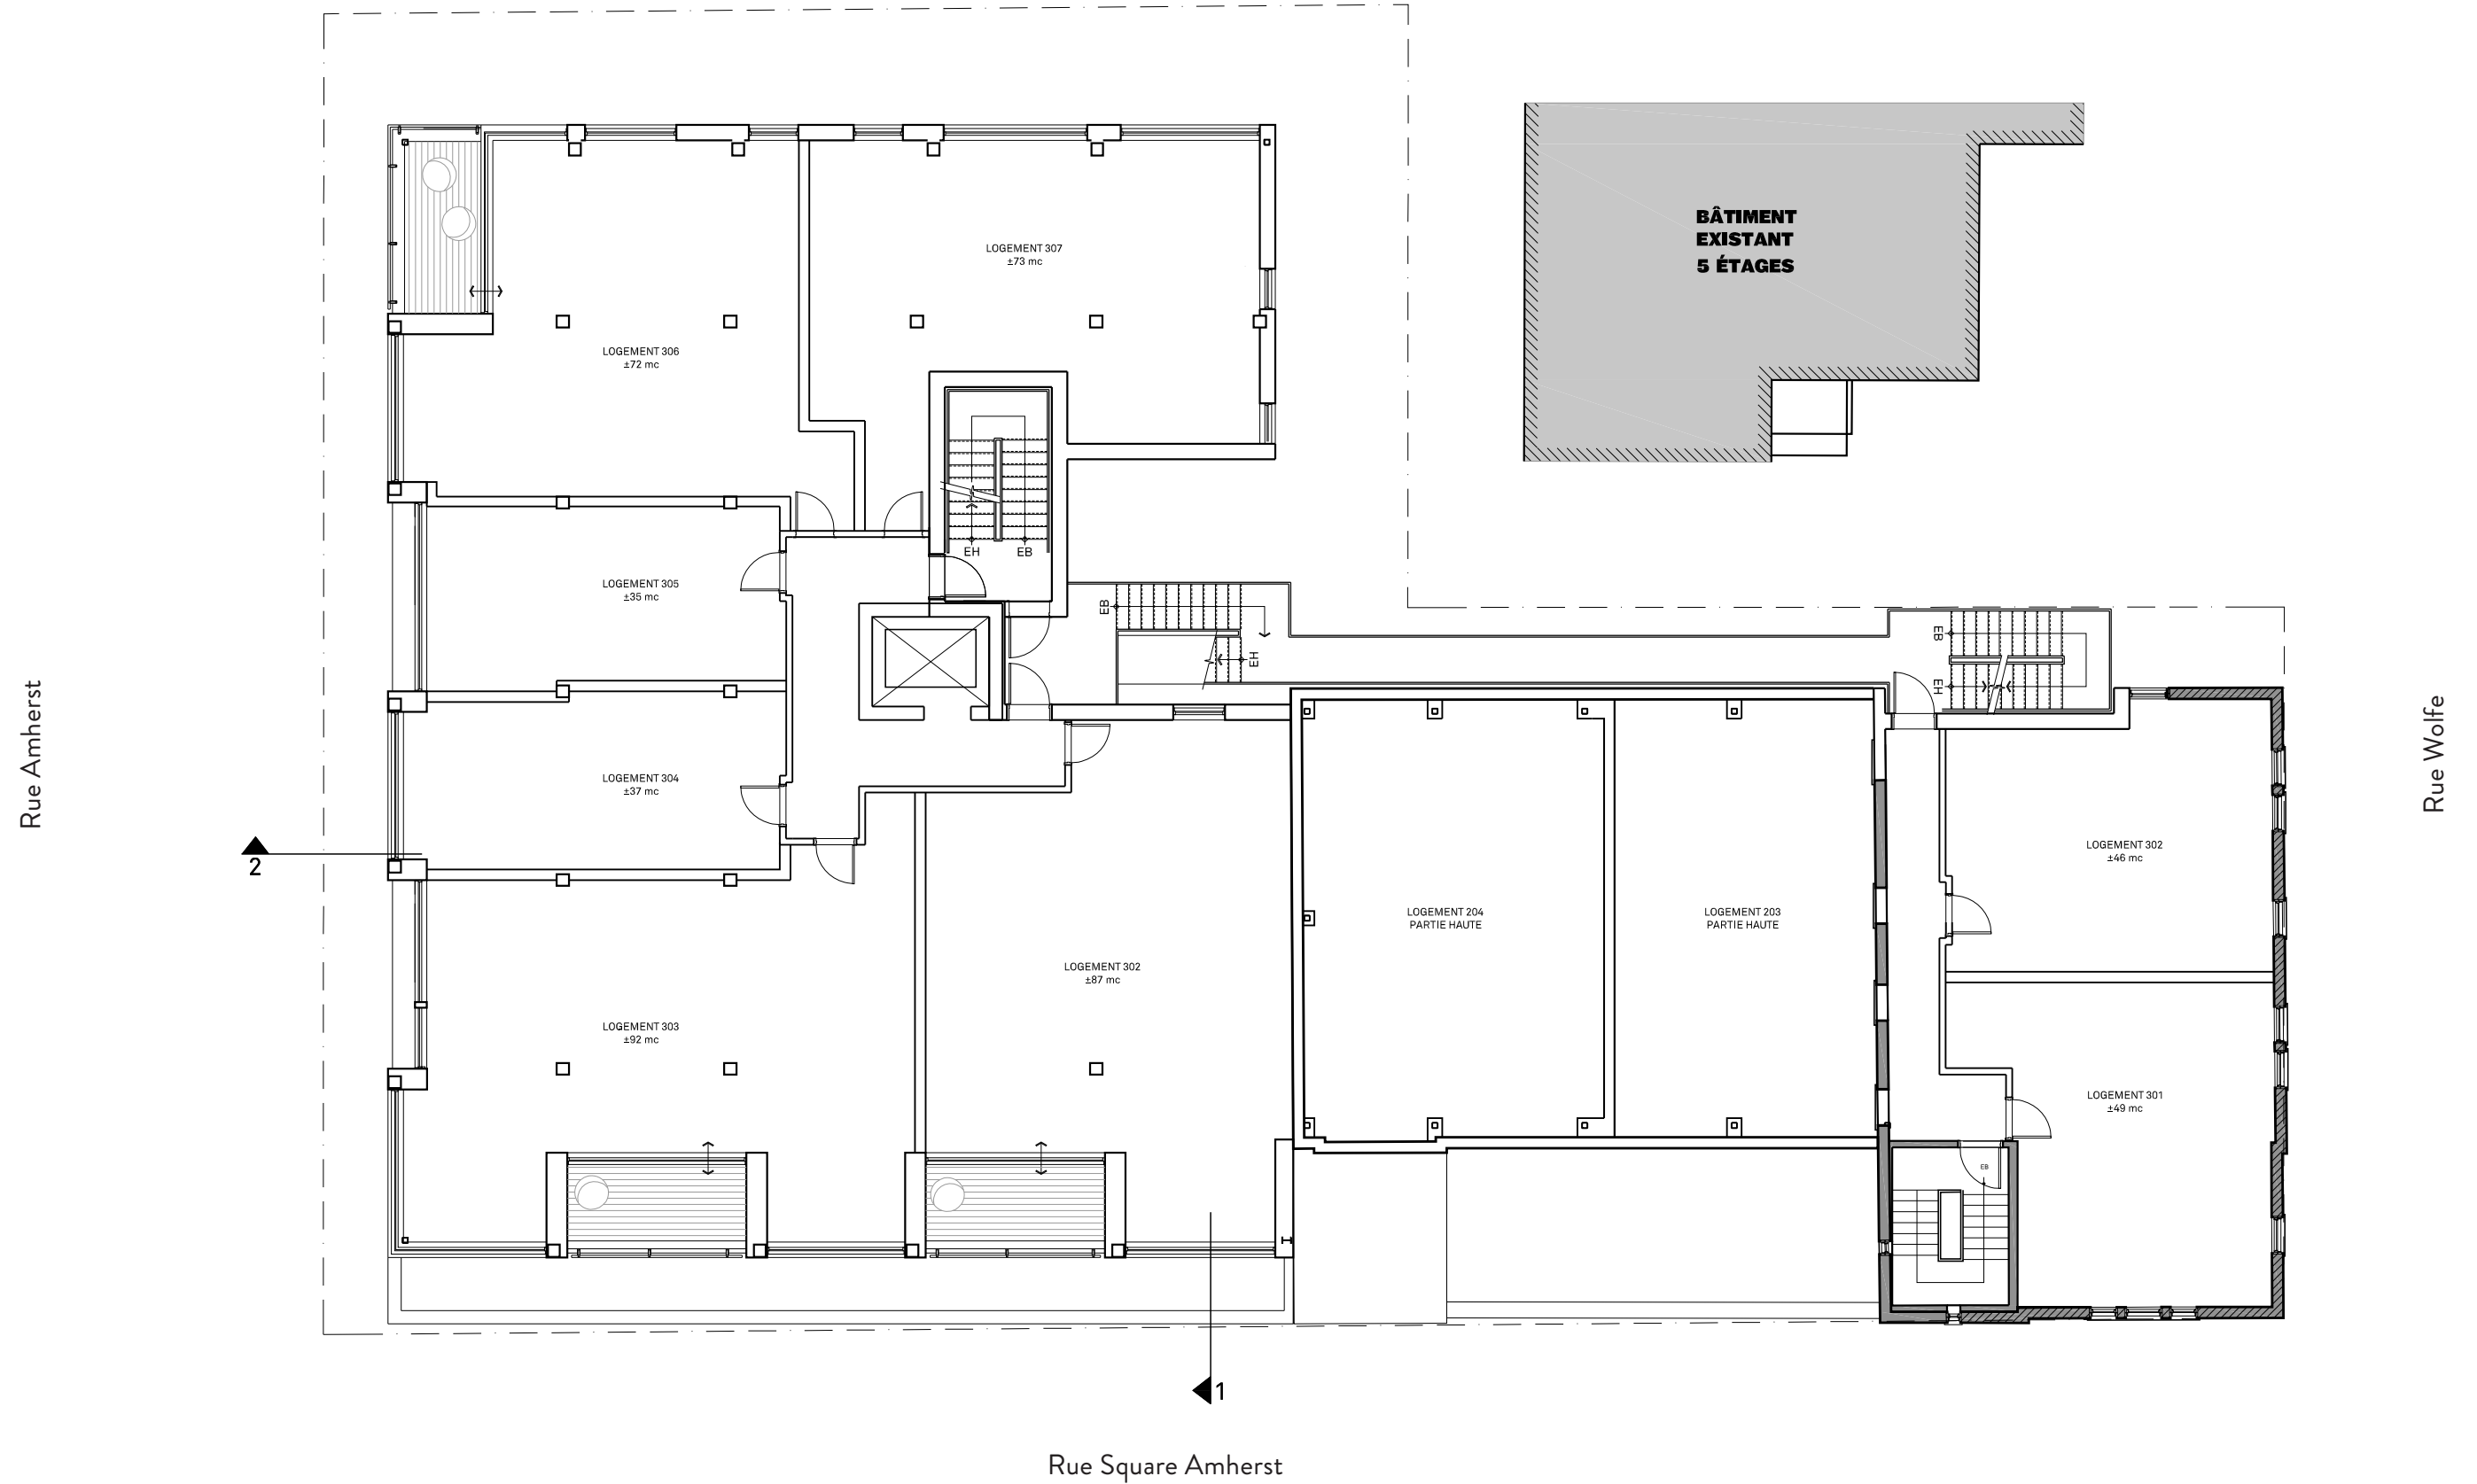 BÂTIMENT
EXISTANT
5 ÉTAGES
LOGEMENT 307
±73 mc
LOGEMENT 306
±72 mc
EH
EB
LOGEMENT 305
±35 mc
EB
EH
EB
EH
Rue Amherst
Rue Wolfe
LOGEMENT 304
±37 mc
2
LOGEMENT 302
±46 mc
LOGEMENT 204
PARTIE HAUTE
LOGEMENT 203
PARTIE HAUTE
LOGEMENT 302
±87 mc
LOGEMENT 303
±92 mc
LOGEMENT 301
±49 mc
EB
1
Rue Square Amherst